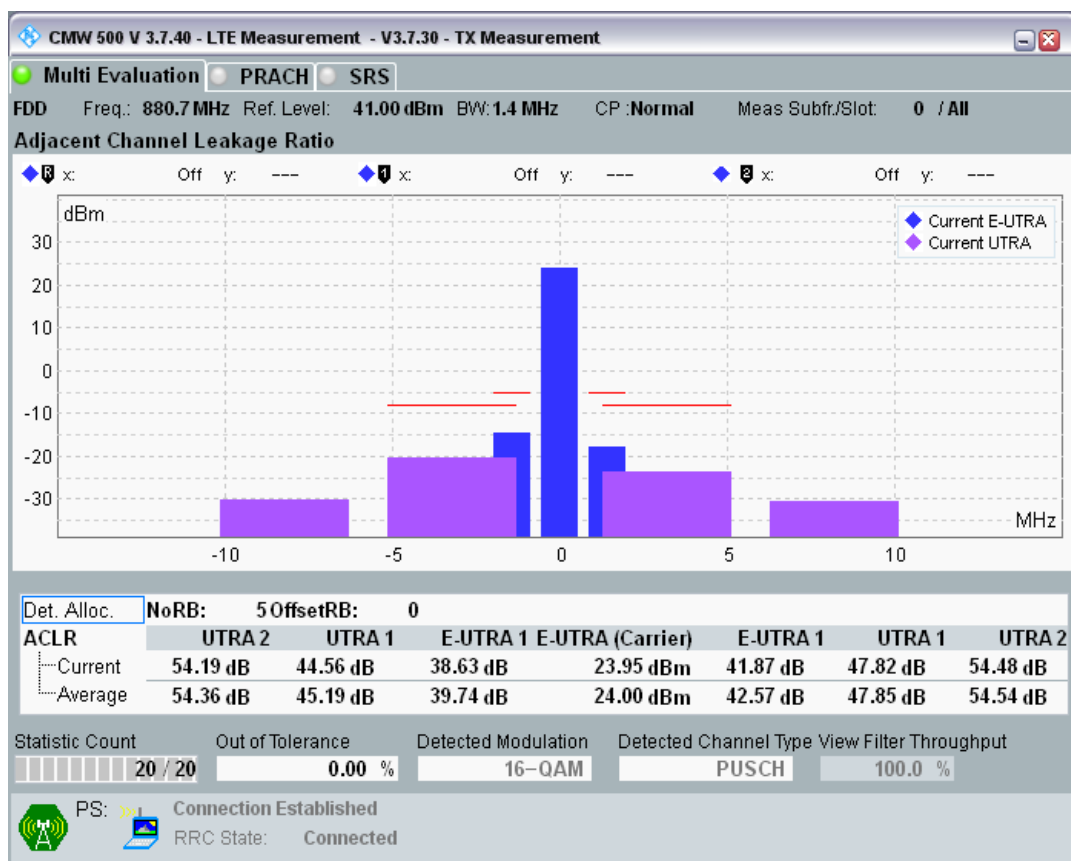 CMW 500 V 3.7.40 - LTE Measurement - V3.7.30 - TX Measurement
Multi Evaluation PRACH SRS
FDD Freq.: 880.7 MHz Ref. Level: 41.00 dBm BW: 1.4 MHz CP :Normal Meas Subfr./Slot: 0 / All
Adjacent Channel Leakage Ratio
R x: Off y: --- 1 x: Off y: --- 2 x: Off y: ---
dBm
Current E-UTRA
Current UTRA
30
20
10
0
-10
-20
-30
MHz
-10 -5 0 5 10
Det. Alloc. NoRB: 5 OffsetRB: 0
ACLR UTRA 2 UTRA 1 E-UTRA 1 E-UTRA (Carrier) E-UTRA 1 UTRA 1 UTRA 2
Current 54.19 dB 44.56 dB 38.63 dB 23.95 dBm 41.87 dB 47.82 dB 54.48 dB
Average 54.36 dB 45.19 dB 39.74 dB 24.00 dBm 42.57 dB 47.85 dB 54.54 dB
Statistic Count Out of Tolerance Detected Modulation Detected Channel Type View Filter Throughput
20 / 20 0.00 % 16-QAM PUSCH 100.0 %
PS: Connection Established
RRC State: Connected